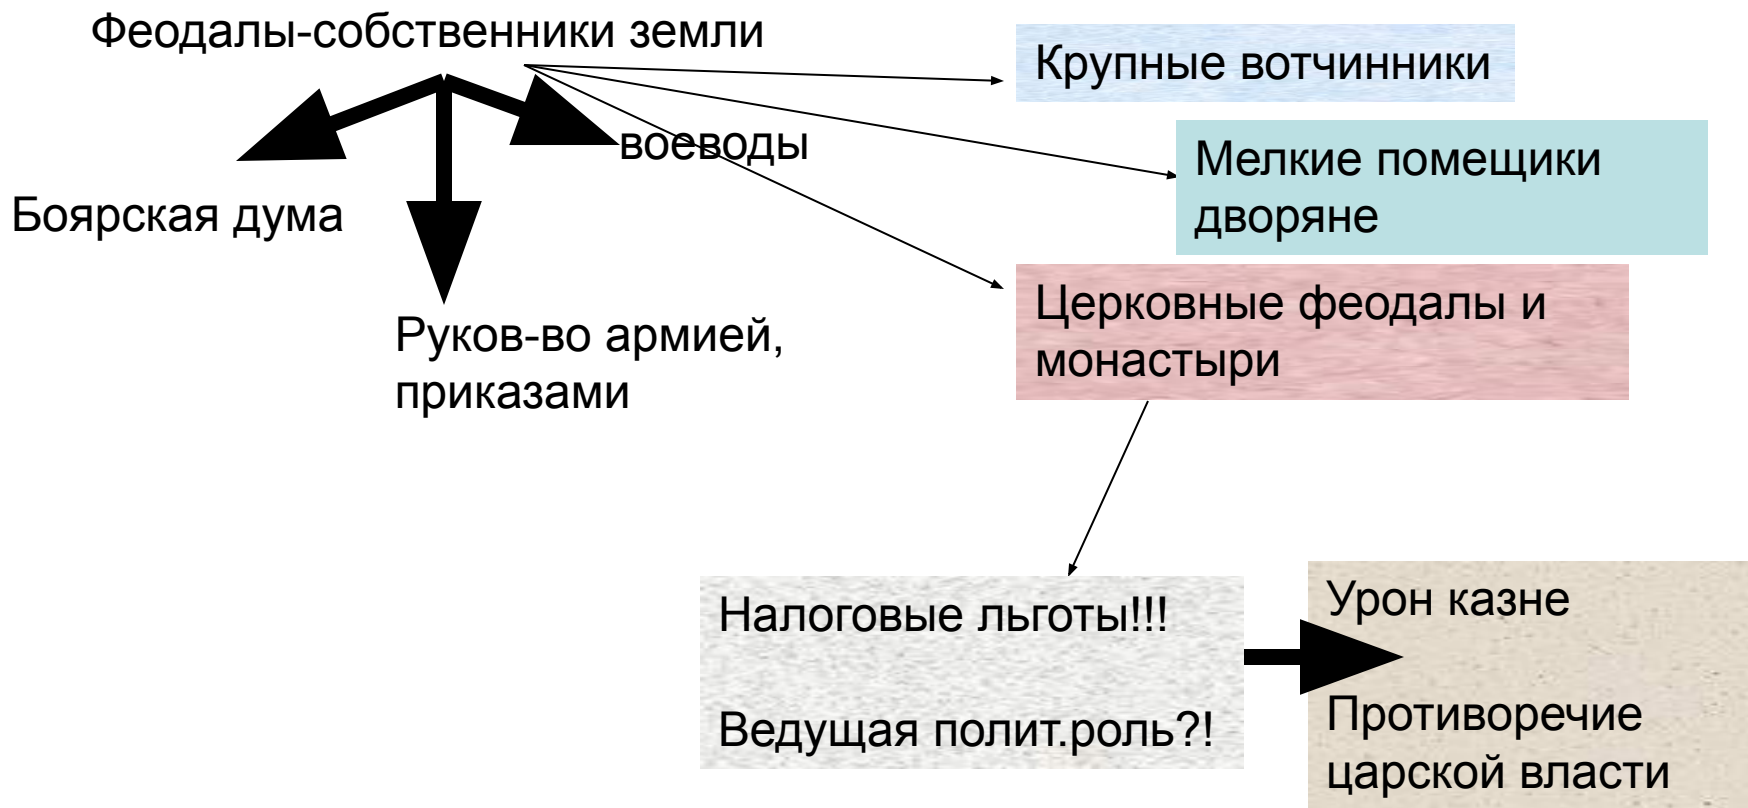 Феодалы-собственники земли
Крупные вотчинники
воеводы
Мелкие помещики
дворяне
Боярская дума
Церковные феодалы и
монастыри
Руков-во армией,
приказами
Налоговые льготы!!!
Ведущая полит.роль?!
Урон казне
Противоречие
царской власти